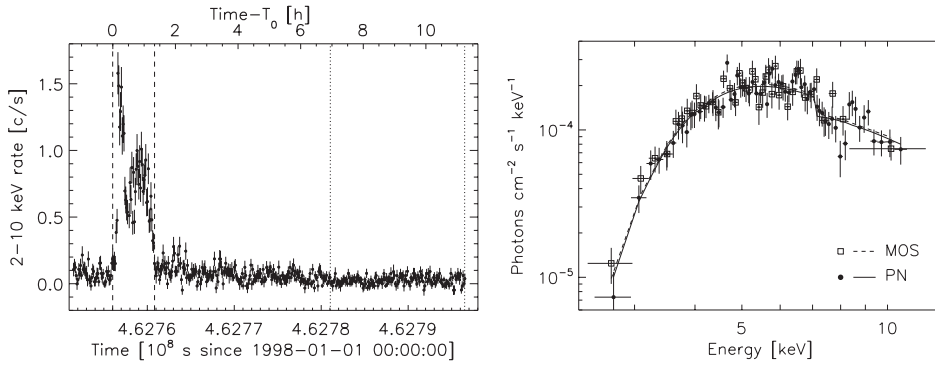 Time−T₀ [h]
0 2 4 6 8 10
2−10 keV rate [c/s]
1.5
1.0
0.5
0.0
4.6276 4.6277 4.6278 4.6279
Time [10⁸ s since 1998−01−01 00:00:00]
Photons cm⁻² s⁻¹ keV⁻¹
10⁻⁴
10⁻⁵
MOS
PN
5 10
Energy [keV]